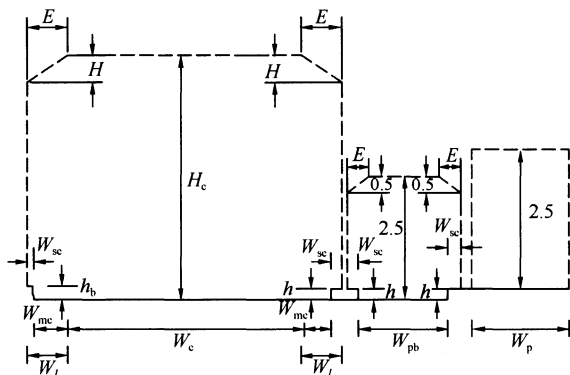 E E
H H
E E
H_c
0.5 0.5
W_sc W_sc W_sc 2.5 W_sc 2.5
h_b h h h
W_mc W_mc
W_c W_pb W_p
W_l W_l